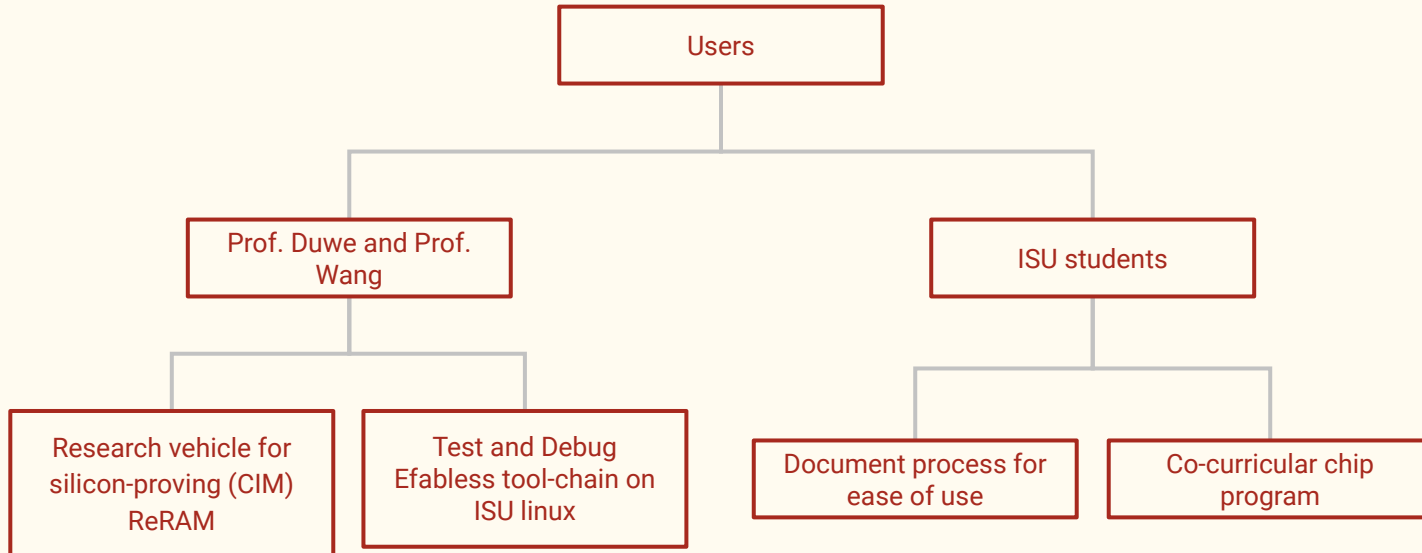 Users
Prof. Duwe and Prof.
Wang
ISU students
Research vehicle for
silicon-proving (CIM)
ReRAM
Test and Debug
Efabless tool-chain on
ISU linux
Document process for
ease of use
Co-curricular chip
program